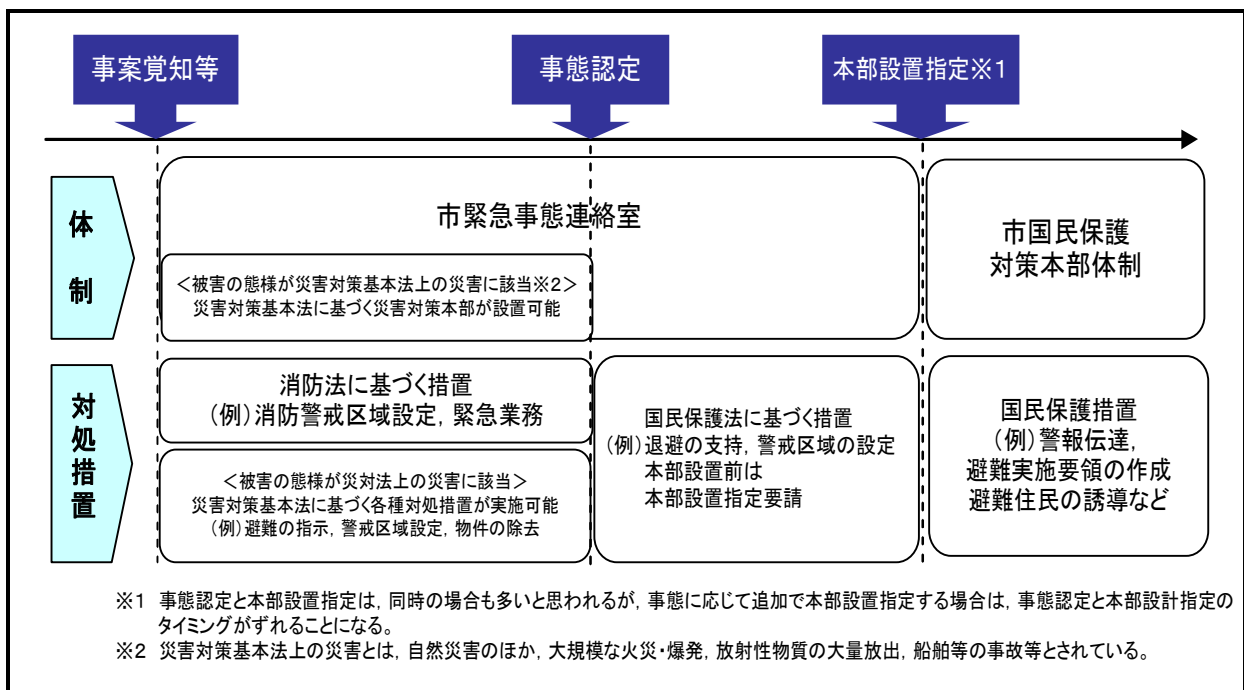 事案覚知等
事態認定
本部設置指定※1
体
制
市緊急事態連絡室
＜被害の態様が災害対策基本法上の災害に該当※2＞
災害対策基本法に基づく災害対策本部が設置可能
市国民保護
対策本部体制
対
処
措
置
消防法に基づく措置
(例)消防警戒区域設定，緊急業務
＜被害の態様が災対法上の災害に該当＞
災害対策基本法に基づく各種対処措置が実施可能
(例)避難の指示，警戒区域設定，物件の除去
国民保護法に基づく措置
(例)退避の支持，警戒区域の設定
本部設置前は
本部設置指定要請
国民保護措置
(例)警報伝達，
避難実施要領の作成
避難住民の誘導など
※1 事態認定と本部設置指定は，同時の場合も多いと思われるが，事態に応じて追加で本部設置指定する場合は，事態認定と本部設計指定の
タイミングがずれることになる。
※2 災害対策基本法上の災害とは，自然災害のほか，大規模な火災・爆発，放射性物質の大量放出，船舶等の事故等とされている。